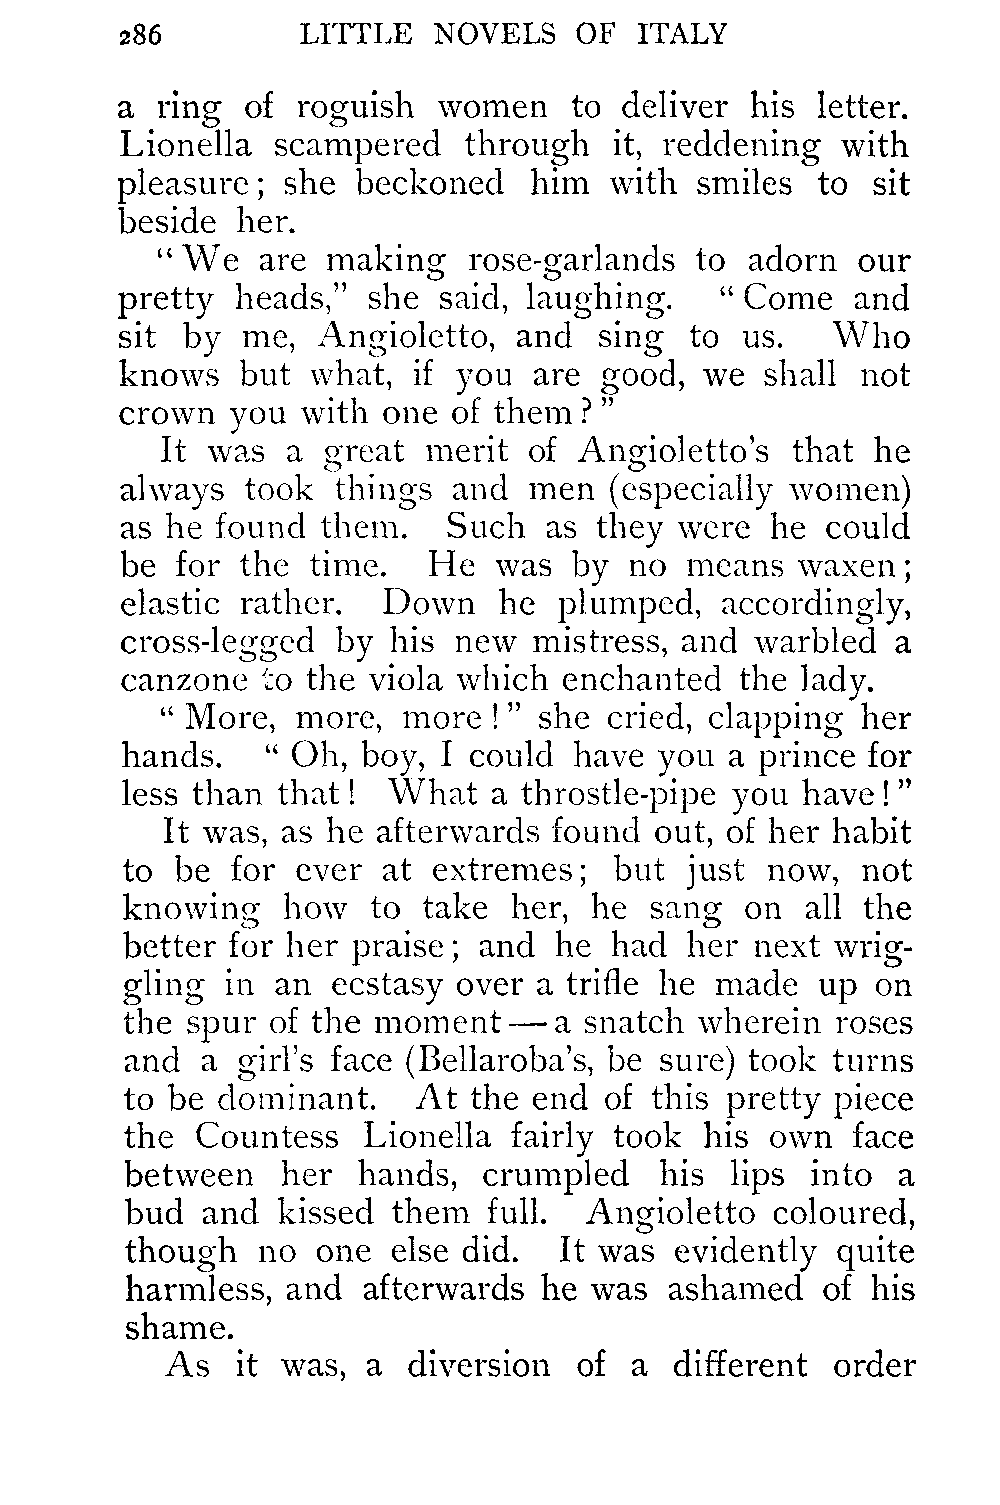 286 LITTLE NOVELS OF ITALY
a ring of roguish women to deliver his letter.
Lionella scampered through it, reddening with
pleasure; she beckoned him with smiles to sit
beside her.
"We are making rose-garlands to adorn our
pretty heads," she said, laughing. "Come and
sit by me, Angioletto, and sing to us. Who
knows but what, if you are good, we shall not
crown you with one of them?"
It was a great merit of Angioletto's that he
always took things and men (especially women)
as he found them. Such as they were he could
be for the time. He was by no means waxen;
elastic rather. Down he plumped, accordingly,
cross-legged by his new mistress, and warbled a
canzone to the viola which enchanted the lady.
"More, more, more!" she cried, clapping her
hands. "Oh, boy, I could have you a prince for
less than that! What a throstle-pipe you have!"
It was, as he afterwards found out, of her habit
to be for ever at extremes; but just now, not
knowing how to take her, he sang on all the
better for her praise; and he had her next wrig-
gling in an ecstasy over a trifle he made up on
the spur of the moment—a snatch wherein roses
and a girl's face (Bellaroba's, be sure) took turns
to be dominant. At the end of this pretty piece
the Countess Lionella fairly took his own face
between her hands, crumpled his lips into a
bud and kissed them full. Angioletto coloured,
though no one else did. It was evidently quite
harmless, and afterwards he was ashamed of his
shame.
As it was, a diversion of a different order